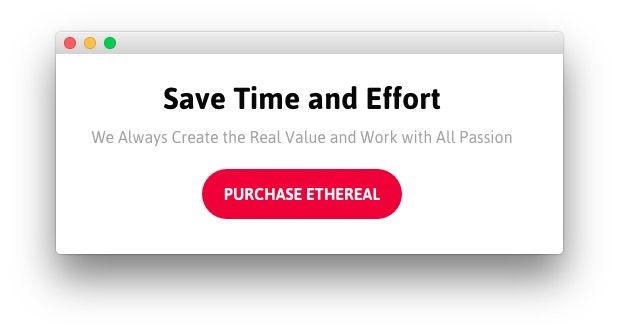 Save Time and Effort
We Always Create the Real Value and Work with All Passion
PURCHASE ETHEREAL